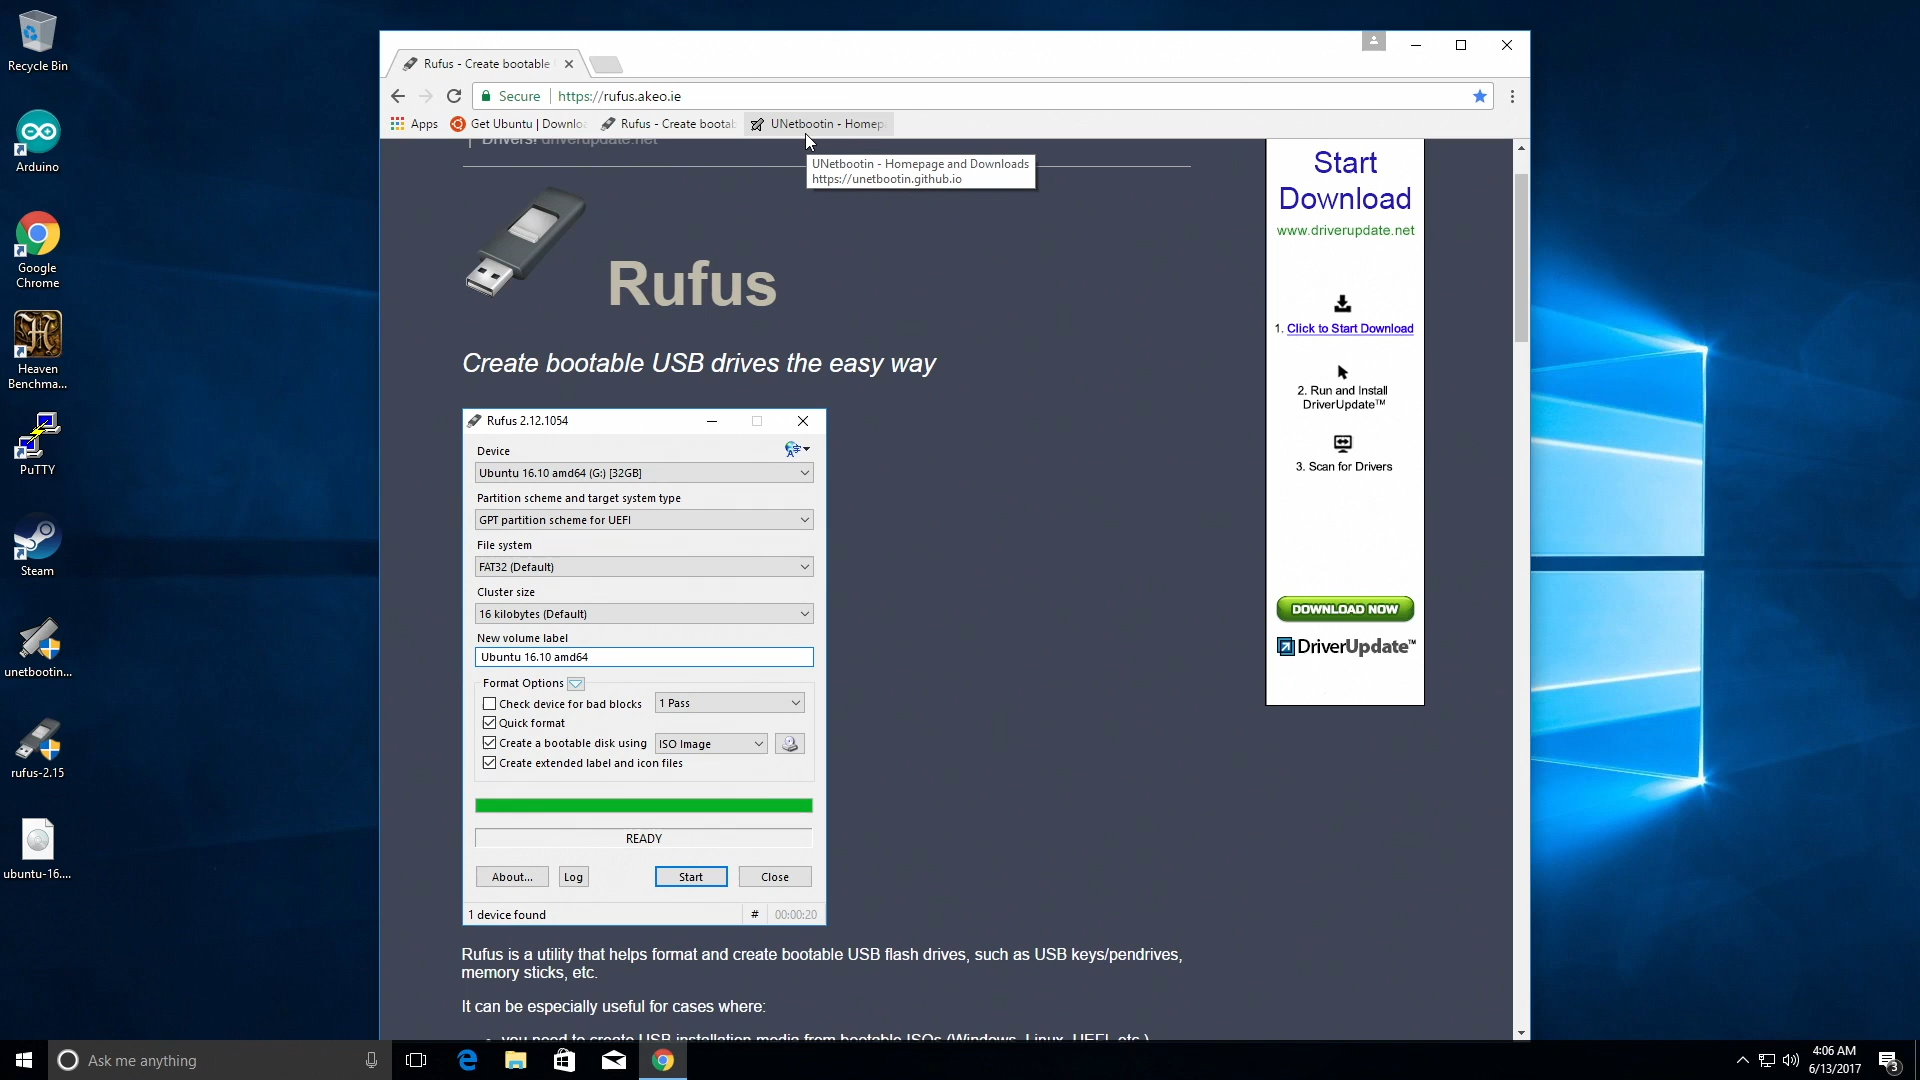 Recycle Bin
Arduino
Google
Chrome
Heaven
Benchma...
PuTTY
Steam
unetbootin...
rufus-2.15
ubuntu-16....
Rufus - Create bootable
Secure
https://rufus.akeo.ie
Apps
Get Ubuntu | Downlo
Rufus - Create bootab
UNetbootin - Homep
UNetbootin - Homepage and Downloads
https://unetbootin.github.io
Drivers! driverupdate.net
Rufus
Create bootable USB drives the easy way
Rufus 2.12.1054
Device
Ubuntu 16.10 amd64 (G:) [32GB]
Partition scheme and target system type
GPT partition scheme for UEFI
File system
FAT32 (Default)
Cluster size
16 kilobytes (Default)
New volume label
Ubuntu 16.10 amd64
Format Options
Check device for bad blocks
1 Pass
Quick format
Create a bootable disk using
ISO Image
Create extended label and icon files
READY
About...
Log
Start
Close
1 device found
#
00:00:20
Rufus is a utility that helps format and create bootable USB flash drives, such as USB keys/pendrives,
memory sticks, etc.
It can be especially useful for cases where:
you need to create USB installation media from bootable ISOs (Windows, Linux, UEFI, etc.)
Start
Download
www.driverupdate.net
1. Click to Start Download
2. Run and Install
DriverUpdate™
3. Scan for Drivers
DOWNLOAD NOW
DriverUpdate™
Ask me anything
4:06 AM
6/13/2017
3